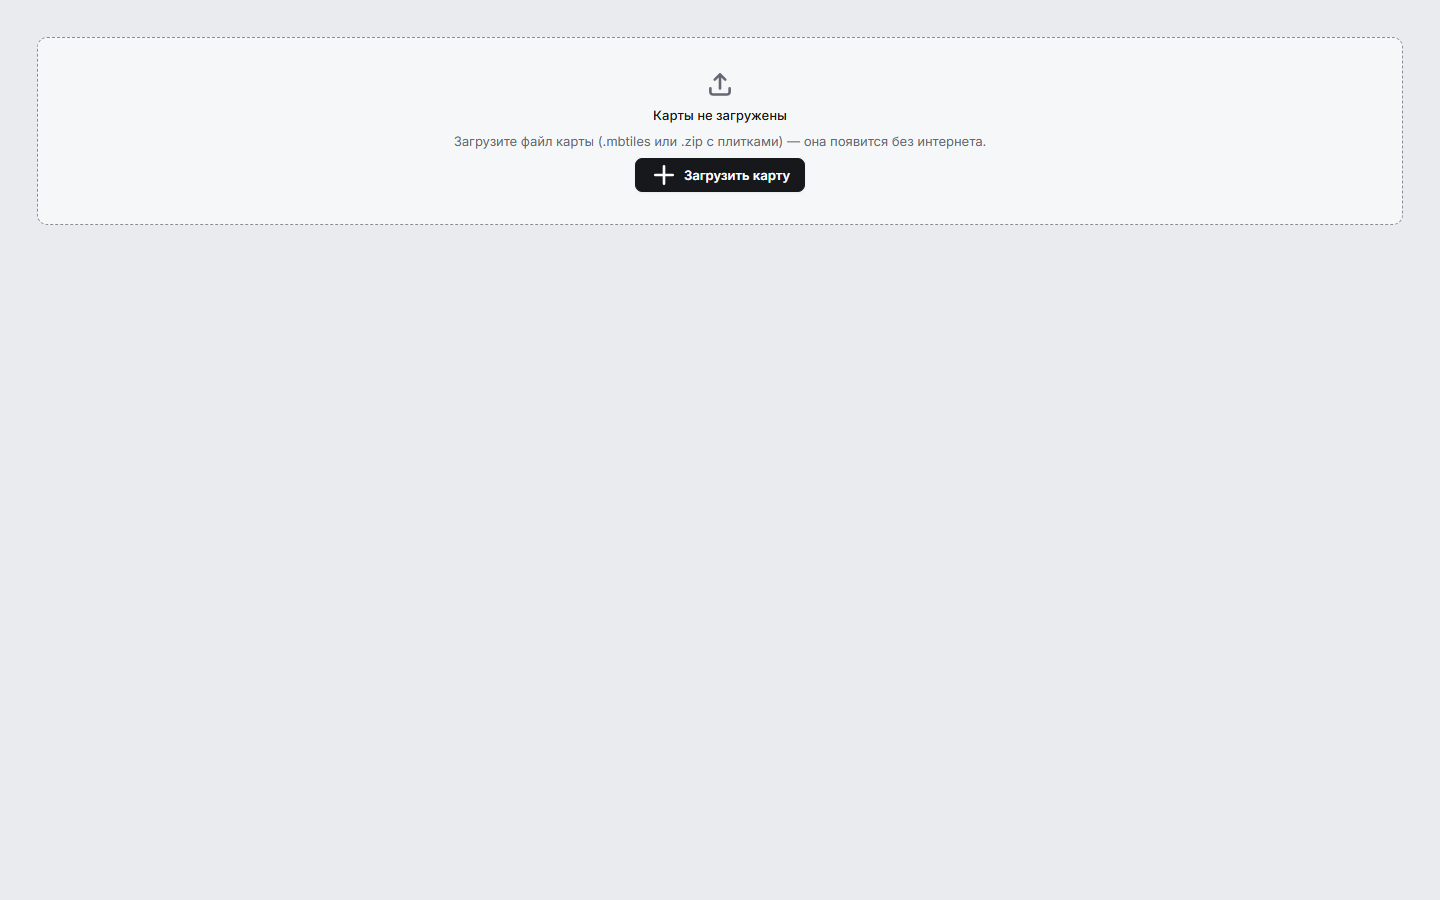 Карты не загружены
Загрузите файл карты (.mbtiles или .zip с плитками) — она появится без интернета.
Загрузить карту